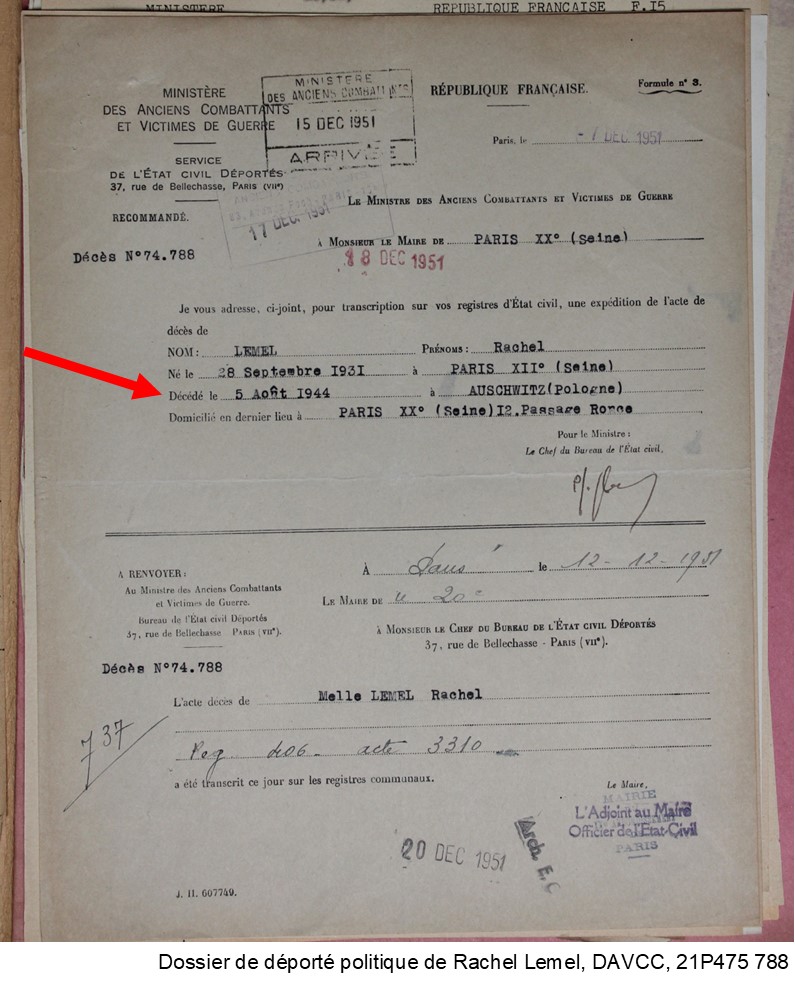 MINISTERE
REPUBLIQUE FRANCAISE F.I5
MINISTÈRE
DES ANCIENS COMBATTANTS
ET VICTIMES DE GUERRE
SERVICE
DE L'ÉTAT CIVIL DÉPORTÉS
37, rue de Bellechasse, PARIS (VIIe)
RECOMMANDÉ.
Décès N°74.788
MINISTERE
DES ANCIENS COMBATTANTS
15 DEC 1951
ARRIVÉE
17 DEC. 1951
RÉPUBLIQUE FRANÇAISE.
Formule n° 3.
Paris, le -7 DEC 1951
LE MINISTRE DES ANCIENS COMBATTANTS ET VICTIMES DE GUERRE
À MONSIEUR LE MAIRE DE PARIS XX° (Seine)
18 DEC 1951
Je vous adresse, ci-joint, pour transcription sur vos registres d'État civil, une expédition de l'acte de
décès de
NOM: LEMEL PRÉNOMS: Rachel
Né le 28 Septembre 1931 à PARIS XII° (Seine)
Décédé le 5 Août I944 à AUSCHWITZ(Pologne)
Domicilié en dernier lieu à PARIS XX° (Seine)I2.Passage Ronce
Pour le Ministre:
Le Chef du Bureau de l'État civil,
À RENVOYER:
Au Ministre des Anciens Combattants
et Victimes de Guerre.
Bureau de l'État civil Déportés
37, rue de Bellechasse - PARIS (VIIe).
À Paris le 12-12-1951
LE MAIRE DE 20e
À MONSIEUR LE CHEF DU BUREAU DE L'ÉTAT CIVIL DÉPORTÉS
37, rue de Bellechasse - PARIS (VIIe).
Décès N°74.788
L'acte décès de Melle LEMEL Rachel
737
acte 3310
a été transcrit ce jour sur les registres communaux.
Le Maire,
MAIRIE
L'Adjoint au Maire
Officier de l'Etat-Civil
PARIS
Arch. E.C
20 DEC 1951
J. II. 607749.
Dossier de déporté politique de Rachel Lemel, DAVCC, 21P475 788